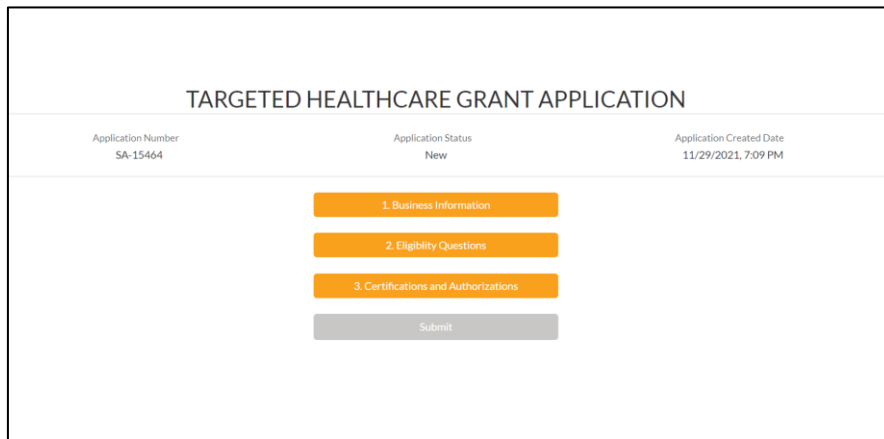 TARGETED HEALTHCARE GRANT APPLICATION
Application Number Application Status Application Created Date
SA-15464 New 11/29/2021, 7:09 PM
1. Business Information
2. Eligiblity Questions
3. Certifications and Authorizations
Submit